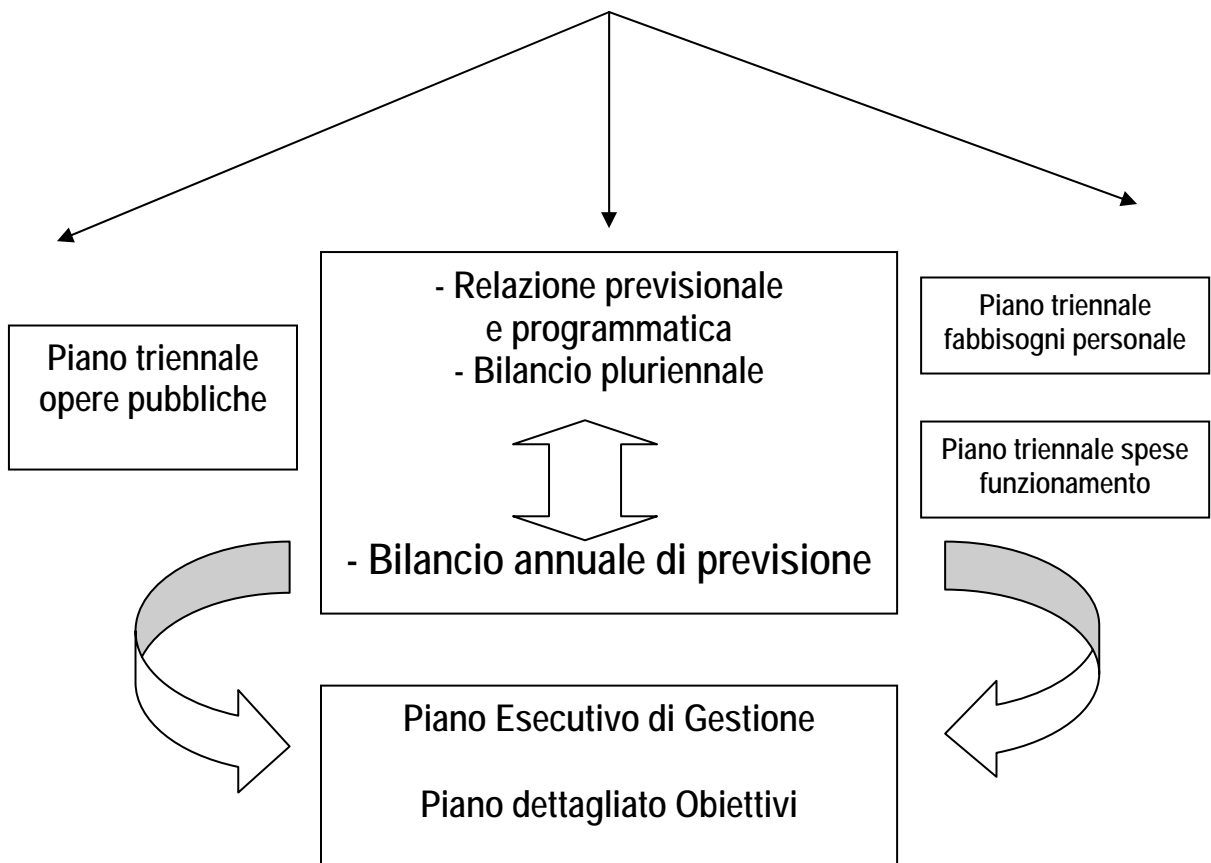 Piano triennale
opere pubbliche
- Relazione previsionale
e programmatica
- Bilancio pluriennale
- Bilancio annuale di previsione
Piano triennale
fabbisogni personale
Piano triennale spese
funzionamento
Piano Esecutivo di Gestione
Piano dettagliato Obiettivi